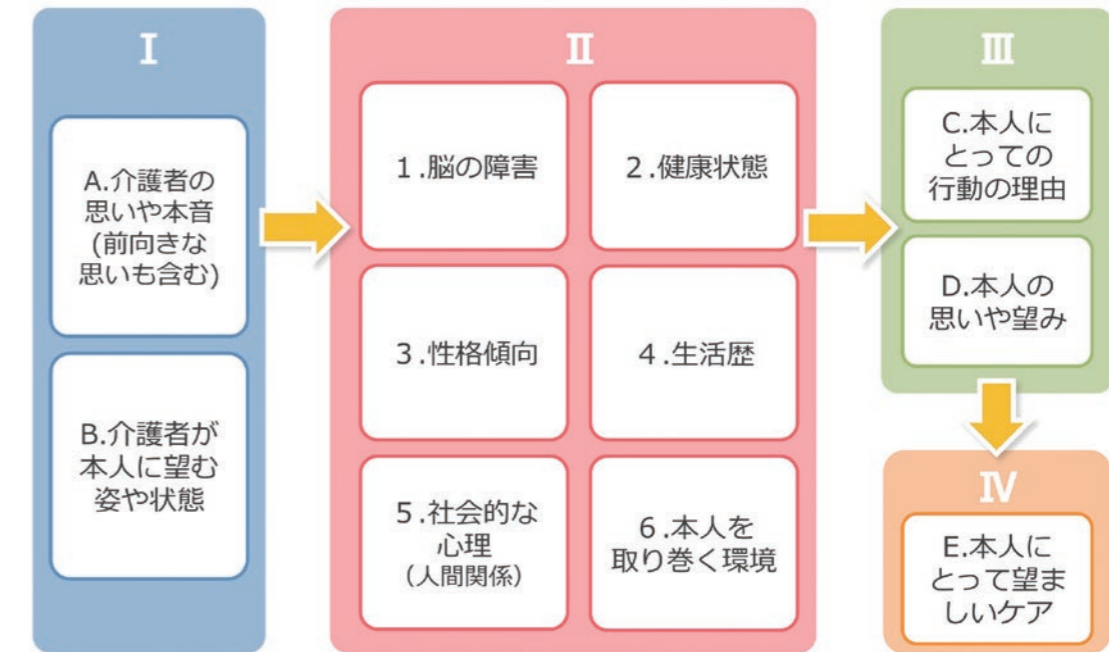 Ⅰ
A.介護者の
思いや本音
(前向きな
思いも含む)
B.介護者が
本人に望む
姿や状態
Ⅱ
1.脳の障害
2.健康状態
3.性格傾向
4.生活歴
5.社会的な
心理
(人間関係)
6.本人を
取り巻く環境
Ⅲ
C.本人に
とっての
行動の理由
D.本人の
思いや望み
Ⅳ
E.本人に
とって望ま
しいケア